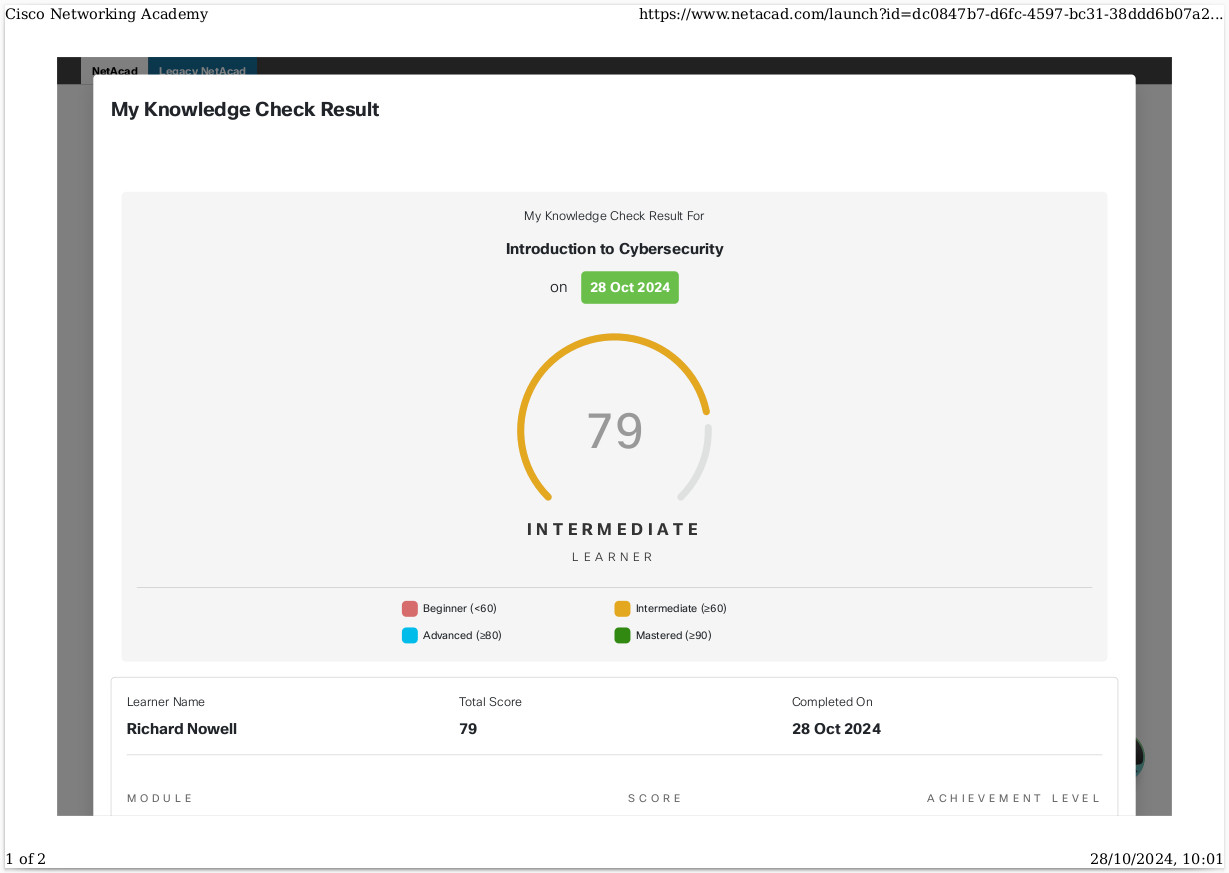 Cisco Networking Academy
https://www.netacad.com/launch?id=dc0847b7-d6fc-4597-bc31-38ddd6b07a2...
NetAcad
Legacy NetAcad
My Knowledge Check Result
My Knowledge Check Result For
Introduction to Cybersecurity
on 28 Oct 2024
79
INTERMEDIATE
LEARNER
Beginner (<60)
Intermediate (≥60)
Advanced (≥80)
Mastered (≥90)
Learner Name
Total Score
Completed On
Richard Nowell
79
28 Oct 2024
MODULE
SCORE
ACHIEVEMENT LEVEL
1 of 2
28/10/2024, 10:01